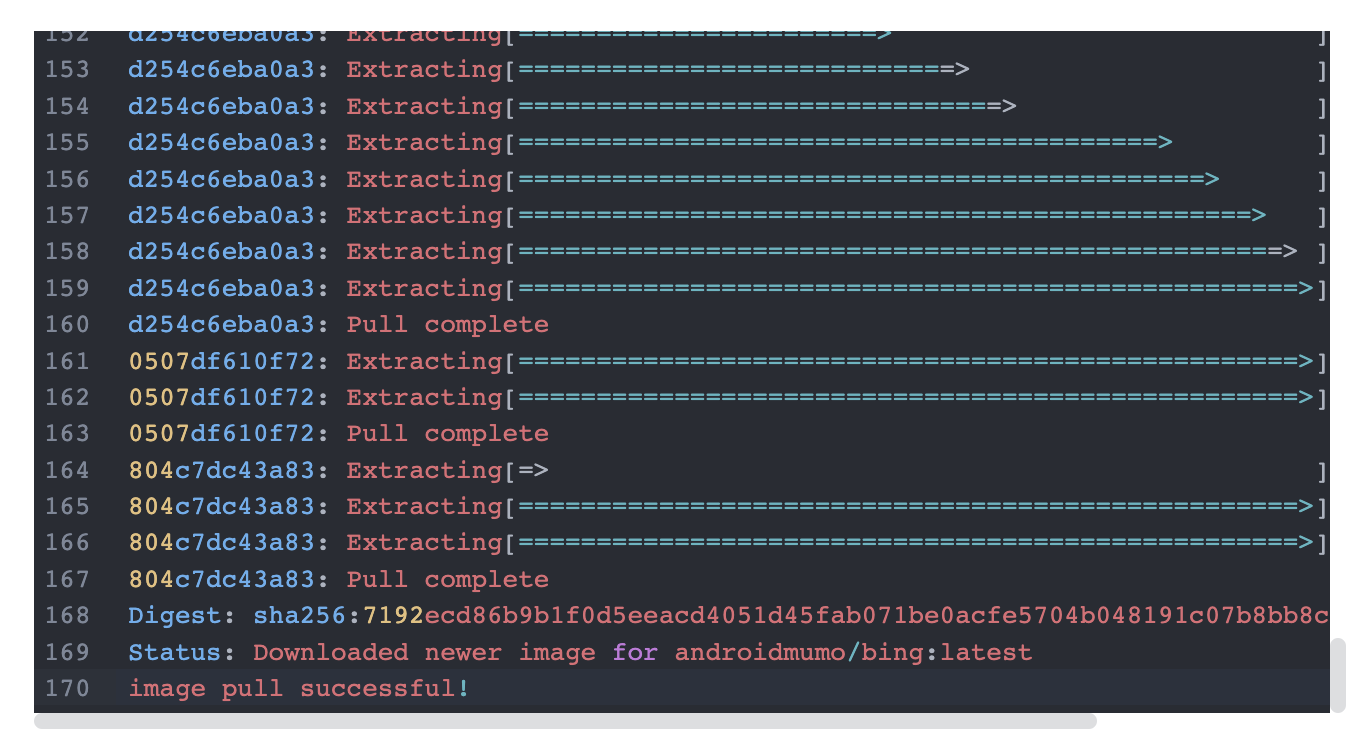 152 d254c6eba0a3: Extracting[=======================> ]
153 d254c6eba0a3: Extracting[============================> ]
154 d254c6eba0a3: Extracting[===============================> ]
155 d254c6eba0a3: Extracting[=========================================> ]
156 d254c6eba0a3: Extracting[============================================> ]
157 d254c6eba0a3: Extracting[===============================================> ]
158 d254c6eba0a3: Extracting[=================================================> ]
159 d254c6eba0a3: Extracting[==================================================>]
160 d254c6eba0a3: Pull complete
161 0507df610f72: Extracting[==================================================>]
162 0507df610f72: Extracting[==================================================>]
163 0507df610f72: Pull complete
164 804c7dc43a83: Extracting[=> ]
165 804c7dc43a83: Extracting[==================================================>]
166 804c7dc43a83: Extracting[==================================================>]
167 804c7dc43a83: Pull complete
168 Digest: sha256:7192ecd86b9b1f0d5eeacd4051d45fab071be0acfe5704b048191c07b8bb8c
169 Status: Downloaded newer image for androidmumo/bing:latest
170 image pull successful!